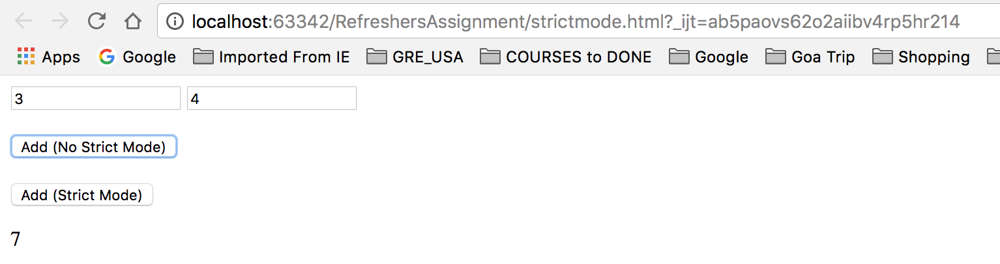 localhost:63342/RefreshersAssignment/strictmode.html?_ijt=ab5paovs62o2aiibv4rp5hr214
Apps Google Imported From IE GRE_USA COURSES to DONE Google Goa Trip Shopping
3 4
Add (No Strict Mode)
Add (Strict Mode)
7